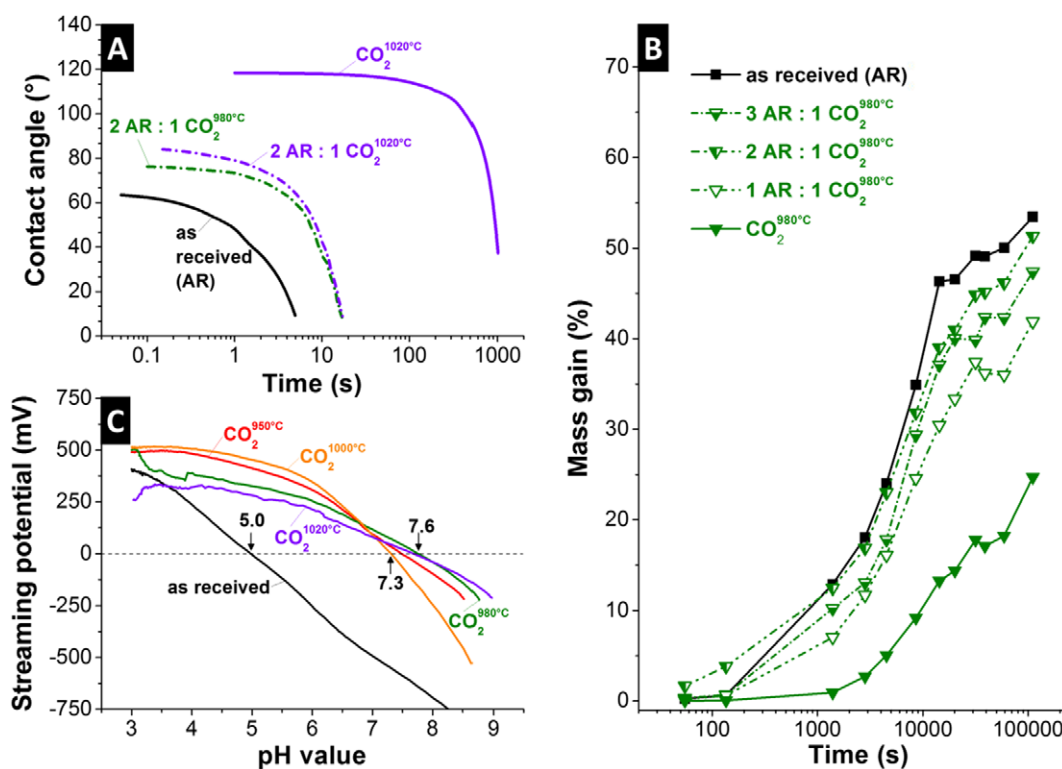 A
140
120
100
80
60
40
20
0
Contact angle (°)
CO2 1020°C
2 AR : 1 CO2 980°C
2 AR : 1 CO2 1020°C
as
received
(AR)
0.1 1 10 100 1000
Time (s)
C
750
500
250
0
-250
-500
-750
Streaming potential (mV)
CO2 950°C
CO2 1000°C
5.0
7.6
CO2 1020°C
7.3
as received
CO2 980°C
3 4 5 6 7 8 9
pH value
B
70
60
50
40
30
20
10
0
Mass gain (%)
as received (AR)
3 AR : 1 CO2 980°C
2 AR : 1 CO2 980°C
1 AR : 1 CO2 980°C
CO2 980°C
100 1000 10000 100000
Time (s)